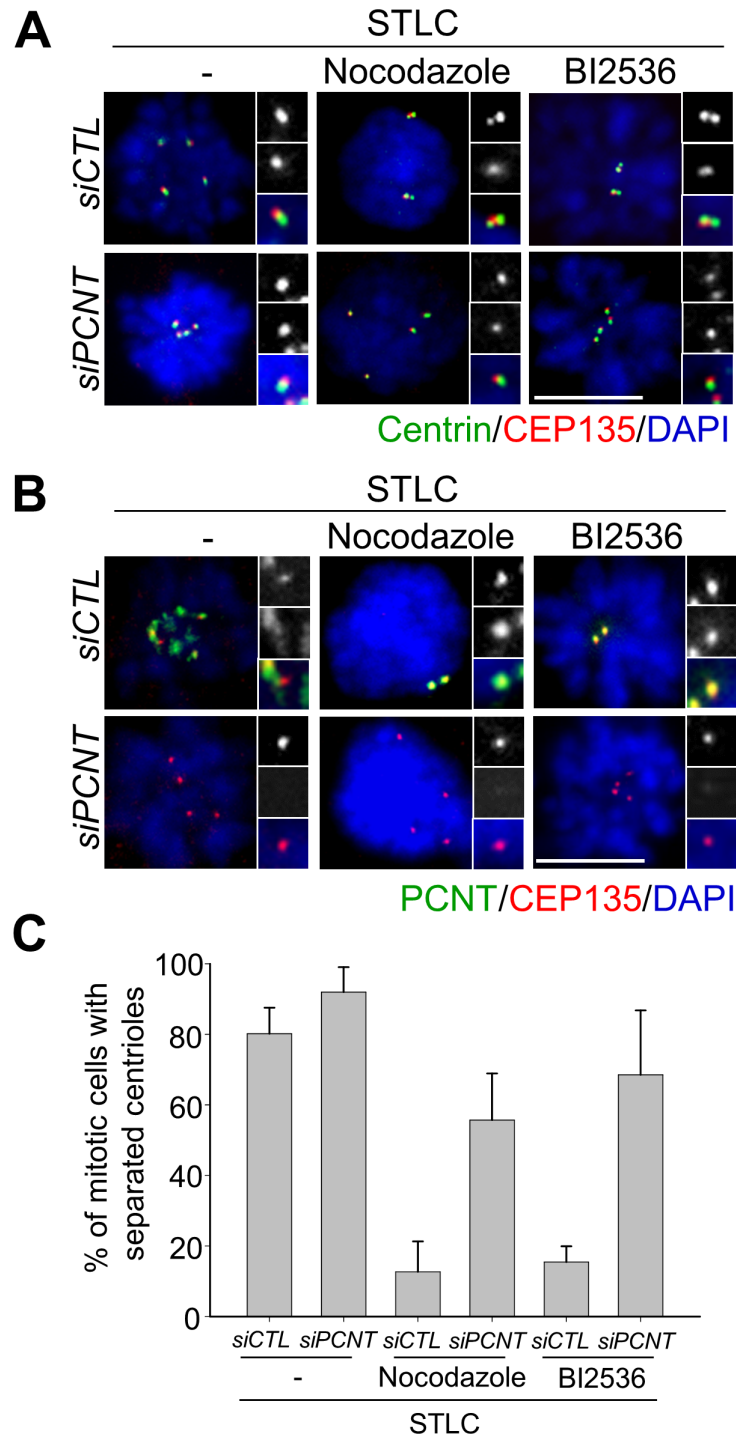 A
STLC
-
Nocodazole
BI2536
siCTL
siPCNT
Centrin/CEP135/DAPI
B
STLC
-
Nocodazole
BI2536
siCTL
siPCNT
PCNT/CEP135/DAPI
C
% of mitotic cells with
separated centrioles
100
80
60
40
20
0
siCTL siPCNT siCTL siPCNT siCTL siPCNT
- Nocodazole BI2536
STLC